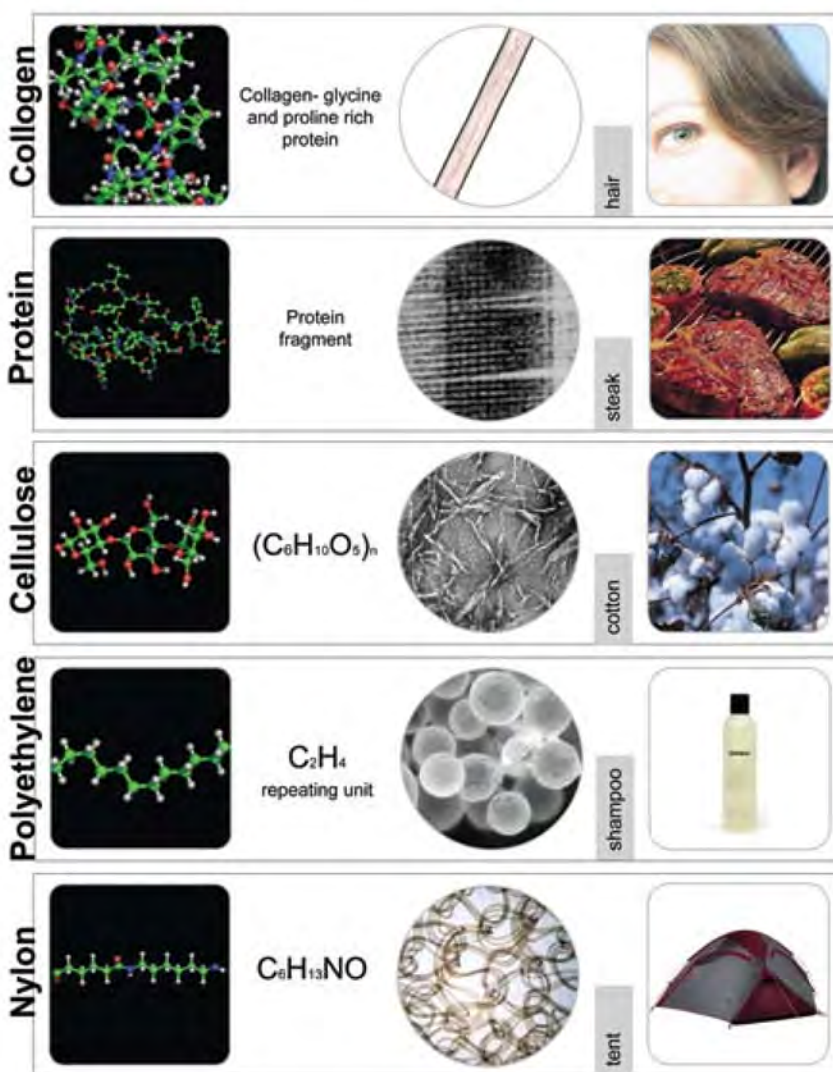 Collogen
Collagen- glycine
and proline rich
protein
hair
Protein
Protein
fragment
steak
Cellulose
(C₆H₁₀O₅)ₙ
cotton
Polyethylene
C₂H₄
repeating unit
shampoo
Nylon
C₆H₁₃NO
tent